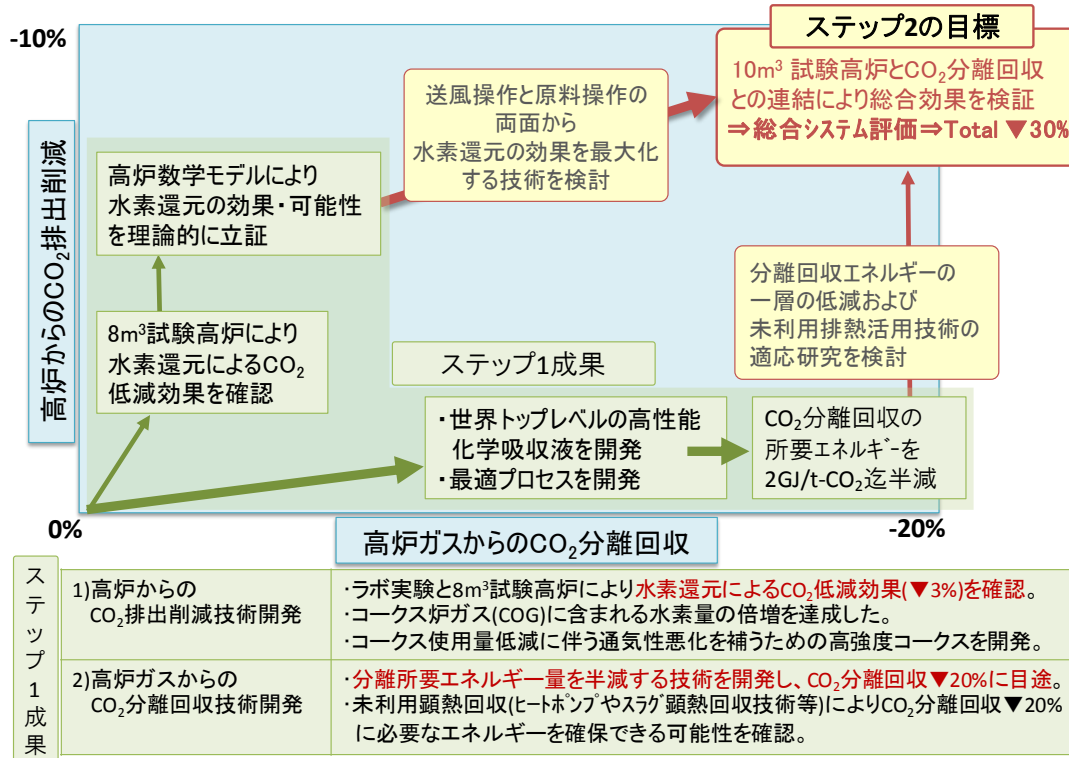 -10%
ステップ2の目標
10m³ 試験高炉とCO₂分離回収
との連結により総合効果を検証
⇒総合システム評価⇒Total ▼30%
送風操作と原料操作の
両面から
水素還元の効果を最大化
する技術を検討
高炉からのCO₂排出削減
高炉数学モデルにより
水素還元の効果・可能性
を理論的に立証
分離回収エネルギーの
一層の低減および
未利用排熱活用技術の
適応研究を検討
8m³試験高炉により
水素還元によるCO₂
低減効果を確認
ステップ1成果
・世界トップレベルの高性能
化学吸収液を開発
・最適プロセスを開発
CO₂分離回収の
所要エネルギーを
2GJ/t-CO₂迄半減
0%
高炉ガスからのCO₂分離回収
-20%
ステップ1成果
1)高炉からの
CO₂排出削減技術開発
・ラボ実験と8m³試験高炉により水素還元によるCO₂低減効果(▼3%)を確認。
・コークス炉ガス(COG)に含まれる水素量の倍増を達成した。
・コークス使用量低減に伴う通気性悪化を補うための高強度コークスを開発。
2)高炉ガスからの
CO₂分離回収技術開発
・分離所要エネルギー量を半減する技術を開発し、CO₂分離回収▼20%に目途。
・未利用顕熱回収(ヒートポンプやスラグ顕熱回収技術等)によりCO₂分離回収▼20%
に必要なエネルギーを確保できる可能性を確認。